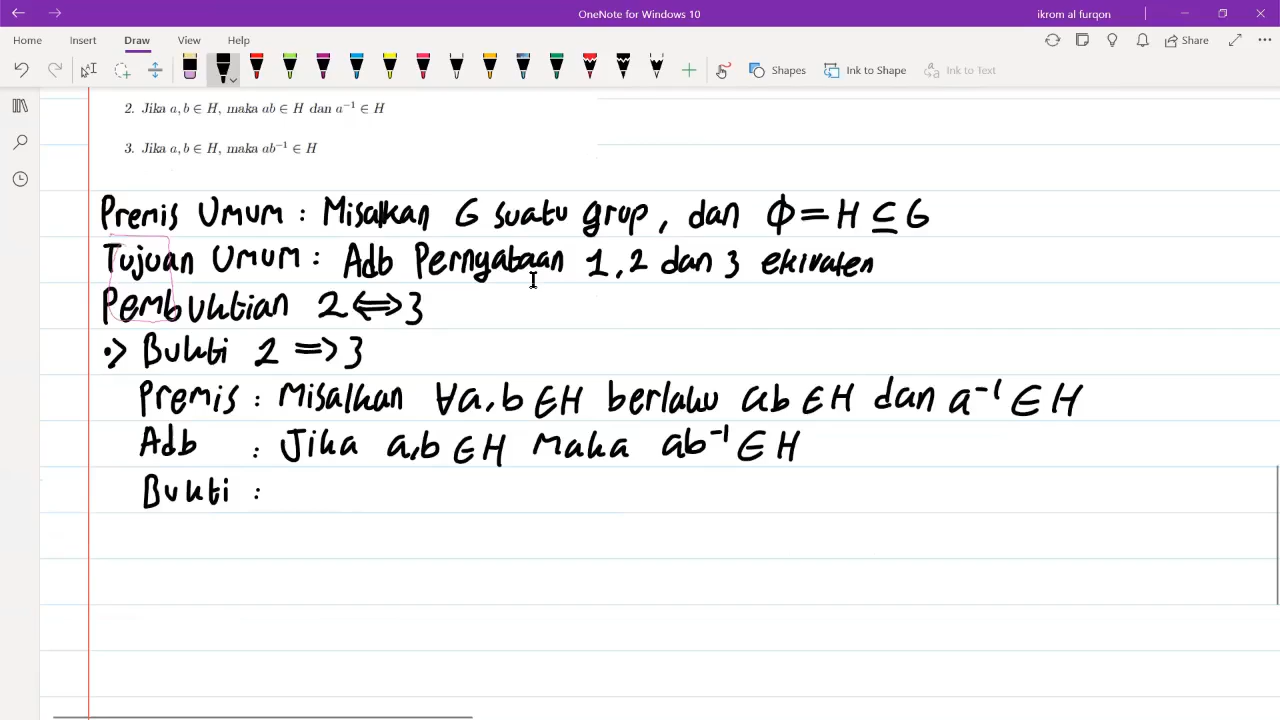 OneNote for Windows 10
ikrom al furqon
Home Insert Draw View Help
Share
Shapes Ink to Shape Ink to Text
2. Jika a, b ∈ H, maka ab ∈ H dan a⁻¹ ∈ H
3. Jika a, b ∈ H, maka ab⁻¹ ∈ H
Premis Umum : Misalkan G suatu grup, dan ϕ = H ⊆ G
Tujuan Umum : Adb Pernyataan 1, 2 dan 3 ekivalen
Pembuktian 2 ⟺ 3
•> Bukti 2 ⟹ 3
Premis : Misalkan ∀a, b ∈ H berlaku ab ∈ H dan a⁻¹ ∈ H
Adb : Jika a, b ∈ H maka ab⁻¹ ∈ H
Bukti :